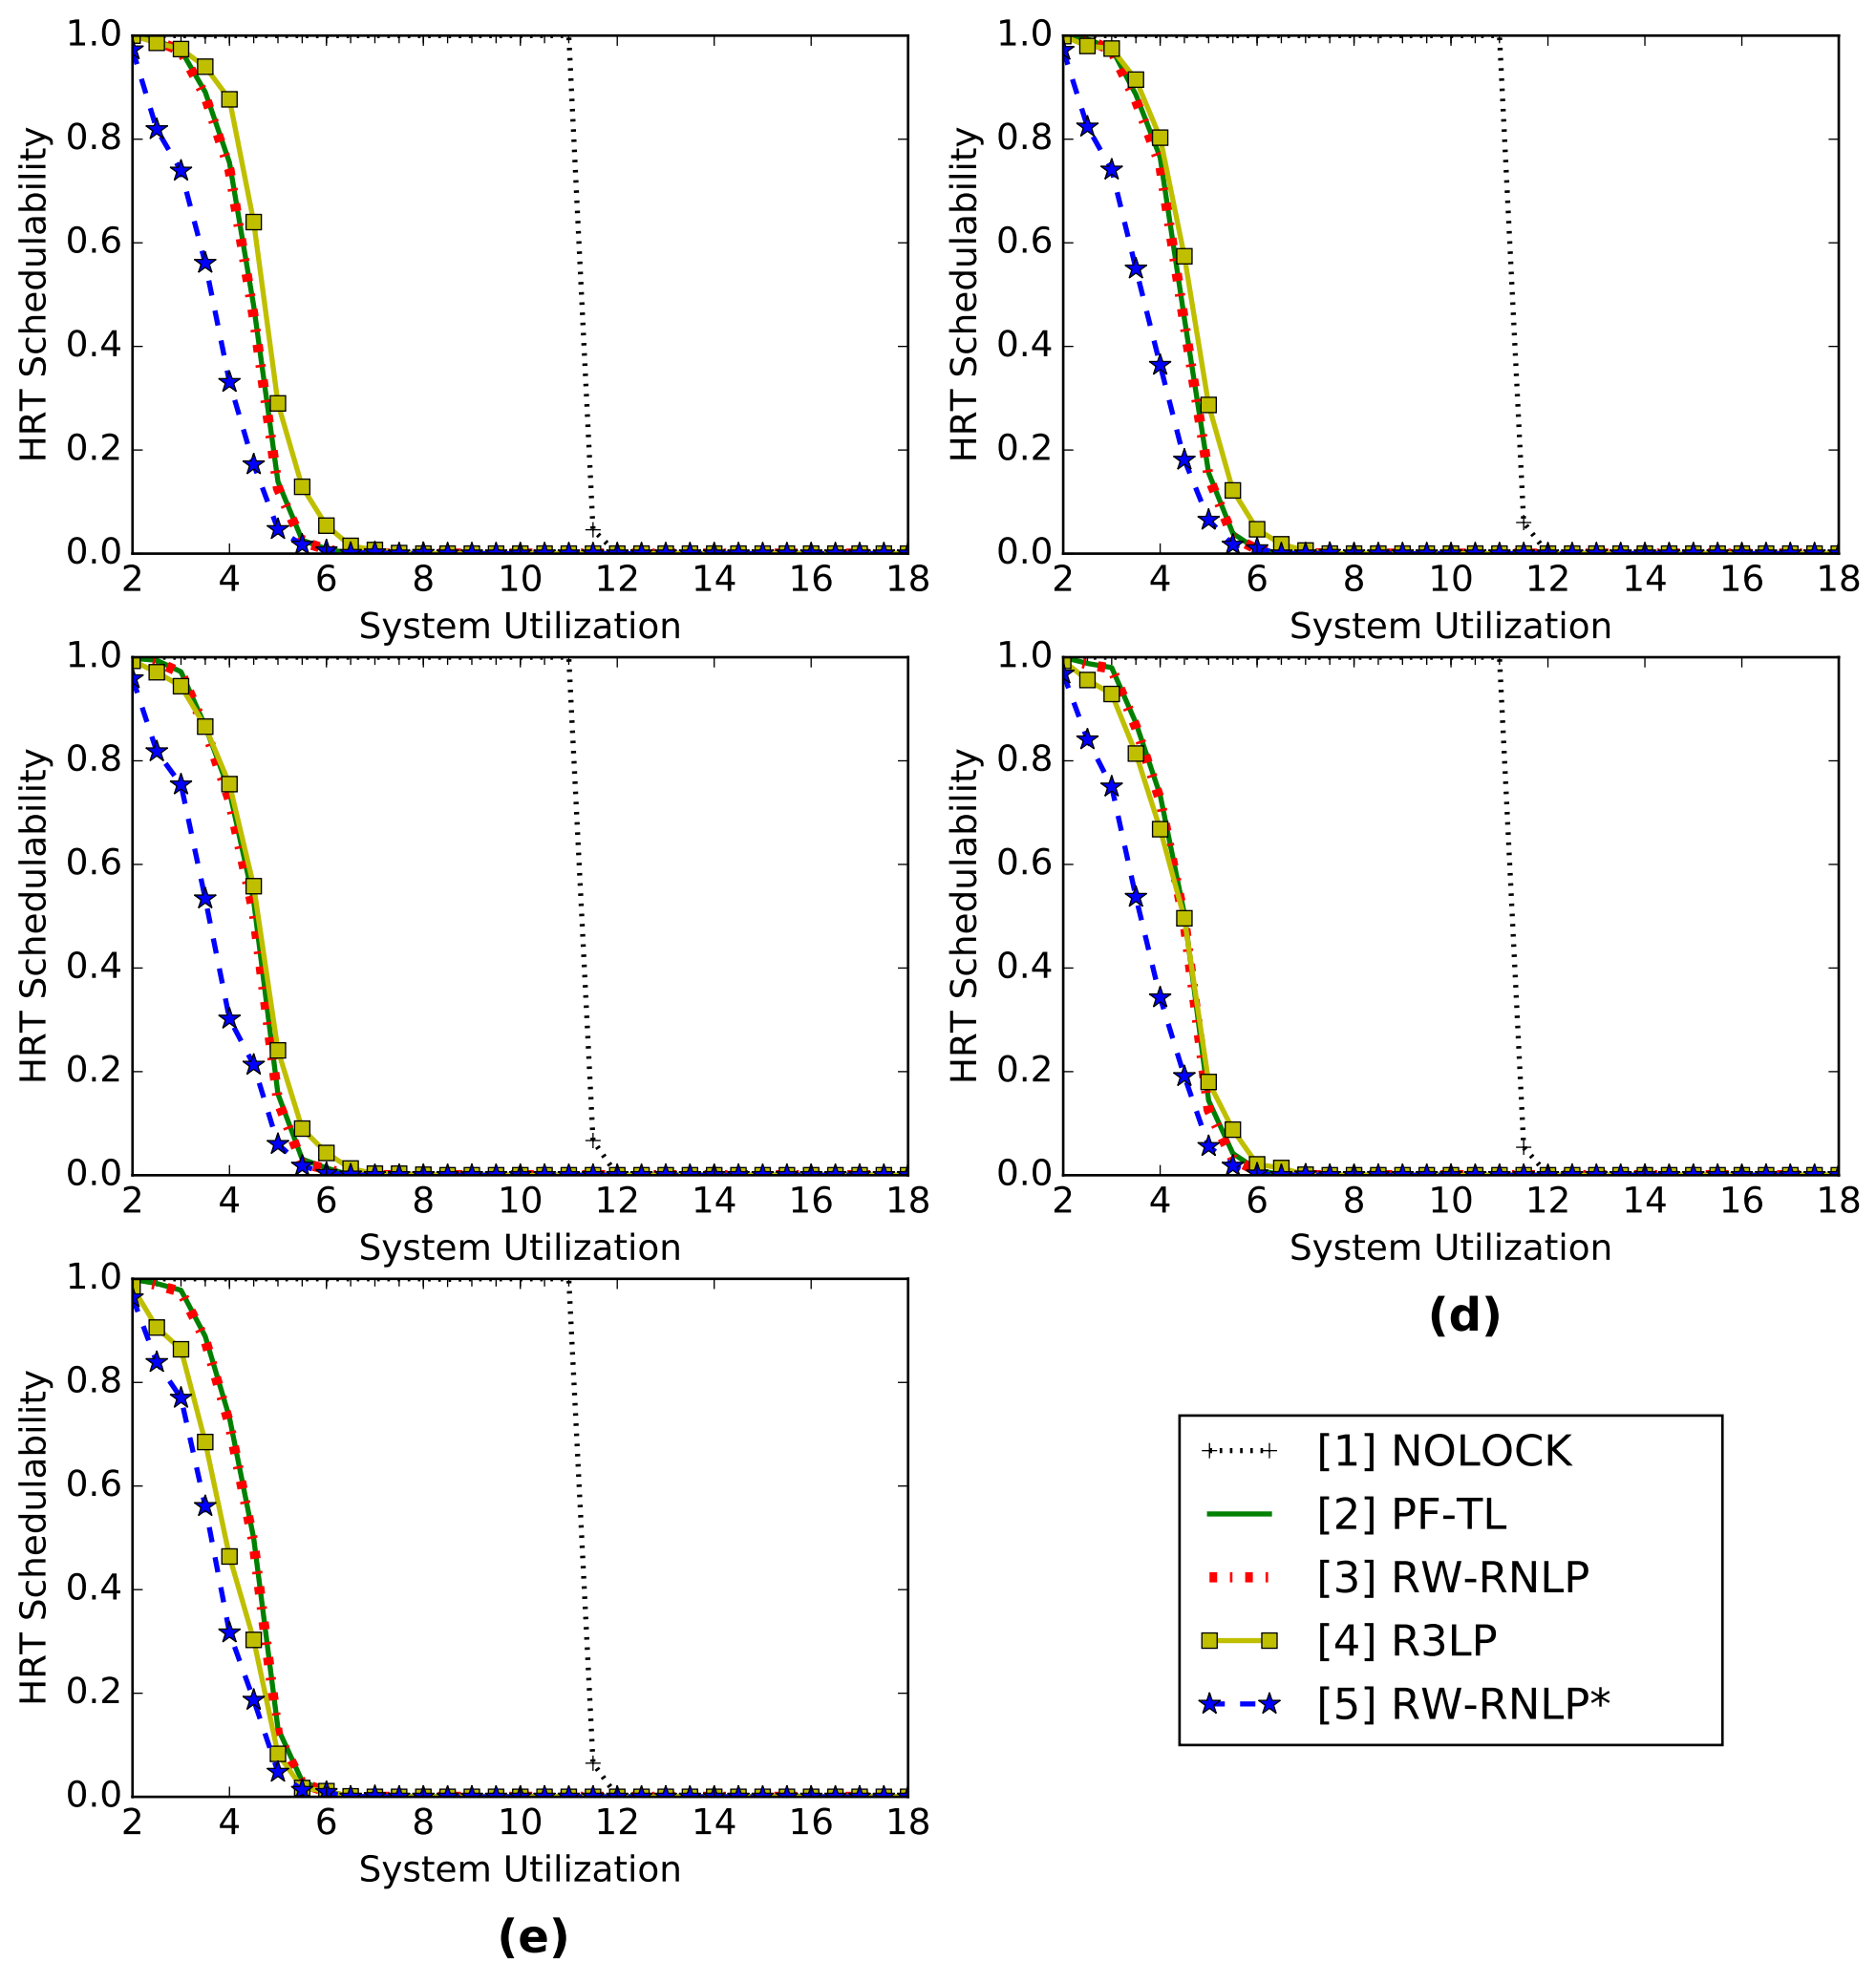 1.0
0.8
0.6
0.4
0.2
0.0
HRT Schedulability
2 4 6 8 10 12 14 16 18
System Utilization
1.0
0.8
0.6
0.4
0.2
0.0
HRT Schedulability
2 4 6 8 10 12 14 16 18
System Utilization
1.0
0.8
0.6
0.4
0.2
0.0
HRT Schedulability
2 4 6 8 10 12 14 16 18
System Utilization
1.0
0.8
0.6
0.4
0.2
0.0
HRT Schedulability
2 4 6 8 10 12 14 16 18
System Utilization
(d)
1.0
0.8
0.6
0.4
0.2
0.0
HRT Schedulability
2 4 6 8 10 12 14 16 18
System Utilization
(e)
[1] NOLOCK
[2] PF-TL
[3] RW-RNLP
[4] R3LP
[5] RW-RNLP*